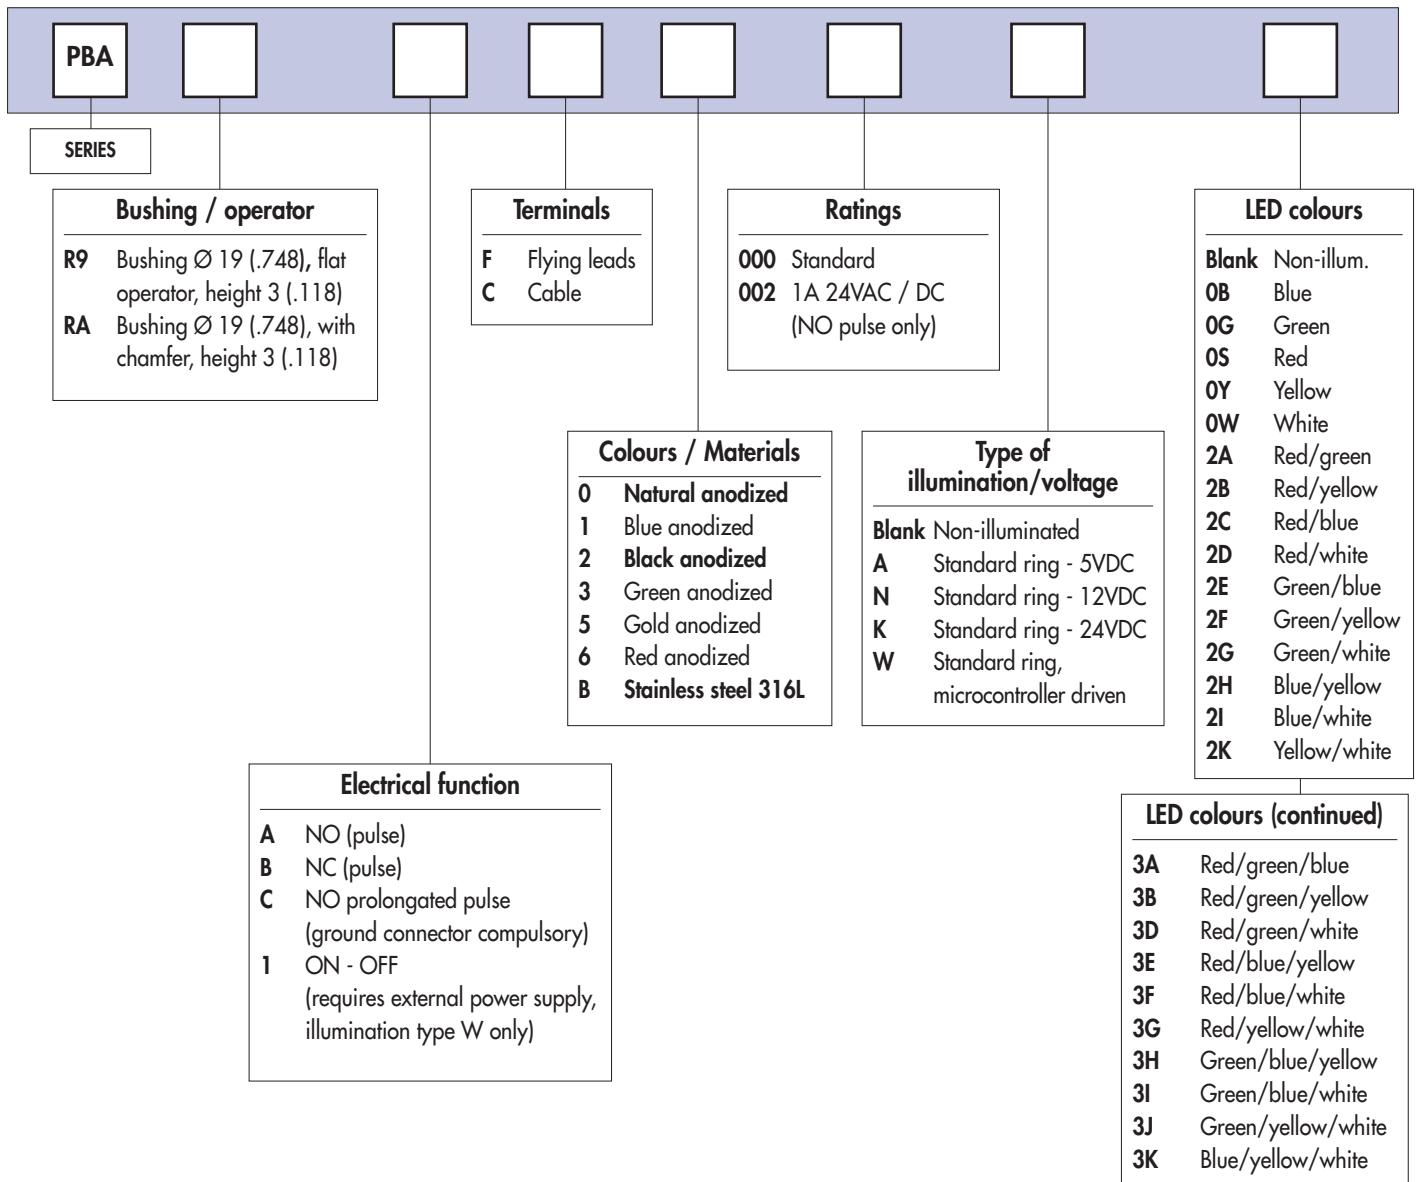 PBA
SERIES
Bushing / operator
R9 Bushing Ø 19 (.748), flat
operator, height 3 (.118)
RA Bushing Ø 19 (.748), with
chamfer, height 3 (.118)
Electrical function
A NO (pulse)
B NC (pulse)
C NO prolongated pulse
(ground connector compulsory)
1 ON - OFF
(requires external power supply,
illumination type W only)
Terminals
F Flying leads
C Cable
Colours / Materials
0 Natural anodized
1 Blue anodized
2 Black anodized
3 Green anodized
5 Gold anodized
6 Red anodized
B Stainless steel 316L
Ratings
000 Standard
002 1A 24VAC / DC
(NO pulse only)
Type of
illumination/voltage
Blank Non-illuminated
A Standard ring - 5VDC
N Standard ring - 12VDC
K Standard ring - 24VDC
W Standard ring,
microcontroller driven
LED colours
Blank Non-illum.
0B Blue
0G Green
0S Red
0Y Yellow
0W White
2A Red/green
2B Red/yellow
2C Red/blue
2D Red/white
2E Green/blue
2F Green/yellow
2G Green/white
2H Blue/yellow
2I Blue/white
2K Yellow/white
LED colours (continued)
3A Red/green/blue
3B Red/green/yellow
3D Red/green/white
3E Red/blue/yellow
3F Red/blue/white
3G Red/yellow/white
3H Green/blue/yellow
3I Green/blue/white
3J Green/yellow/white
3K Blue/yellow/white